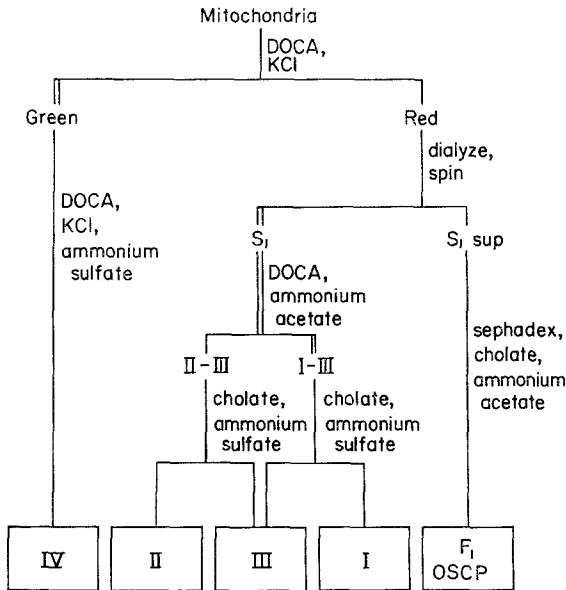 Mitochondria
DOCA,
KCl
Green
Red
dialyze,
spin
DOCA,
KCl,
ammonium
sulfate
S₁
S₁ sup
DOCA,
ammonium
acetate
sephadex,
cholate,
ammonium
acetate
II-III
I-III
cholate,
ammonium
sulfate
cholate,
ammonium
sulfate
IV
II
III
I
F₁
OSCP